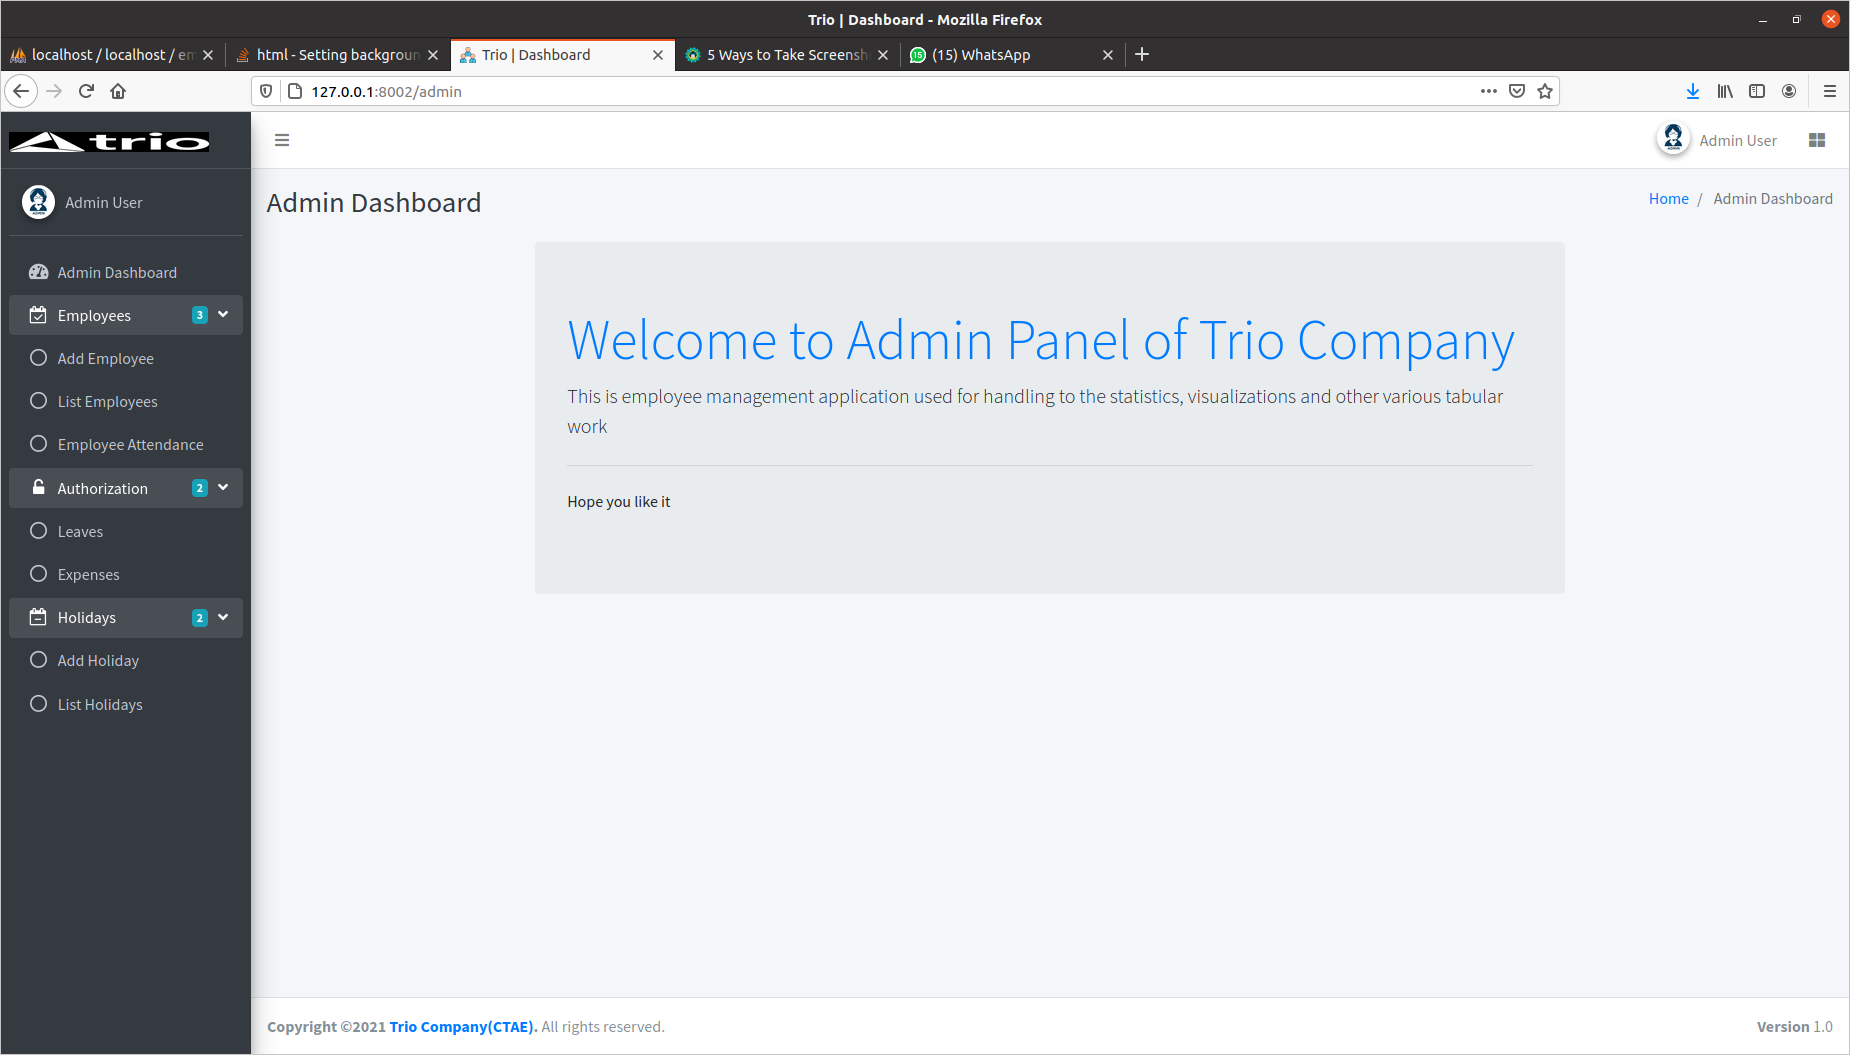 Trio | Dashboard - Mozilla Firefox
localhost / localhost / em
html - Setting backgroun
Trio | Dashboard
5 Ways to Take Screensh
(15) WhatsApp
127.0.0.1:8002/admin
trio
Admin User
Admin User
Admin Dashboard
Home / Admin Dashboard
Admin Dashboard
Employees 3
Add Employee
List Employees
Employee Attendance
Authorization 2
Leaves
Expenses
Holidays 2
Add Holiday
List Holidays
Welcome to Admin Panel of Trio Company
This is employee management application used for handling to the statistics, visualizations and other various tabular
work
Hope you like it
Copyright ©2021 Trio Company(CTAE). All rights reserved.
Version 1.0